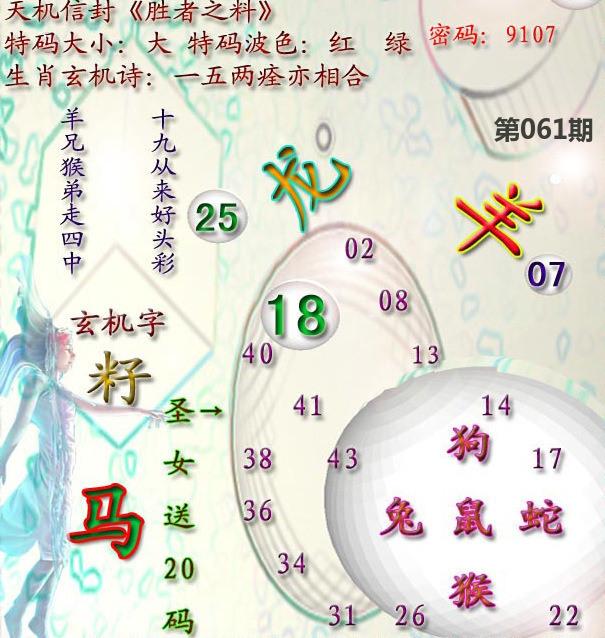 天机信封《胜者之料》
特码大小：大 特码波色：红 绿
密码：9107
生肖玄机诗：一五两痊亦相合
第061期
羊兄猴弟走四中
十九从来好头彩
龙
羊
25
07
02
18
08
玄机字
籽
40
13
41
14
圣→
女
送
20
码
马
38
43
狗
17
36
兔 鼠 蛇
34
猴
31
26
22